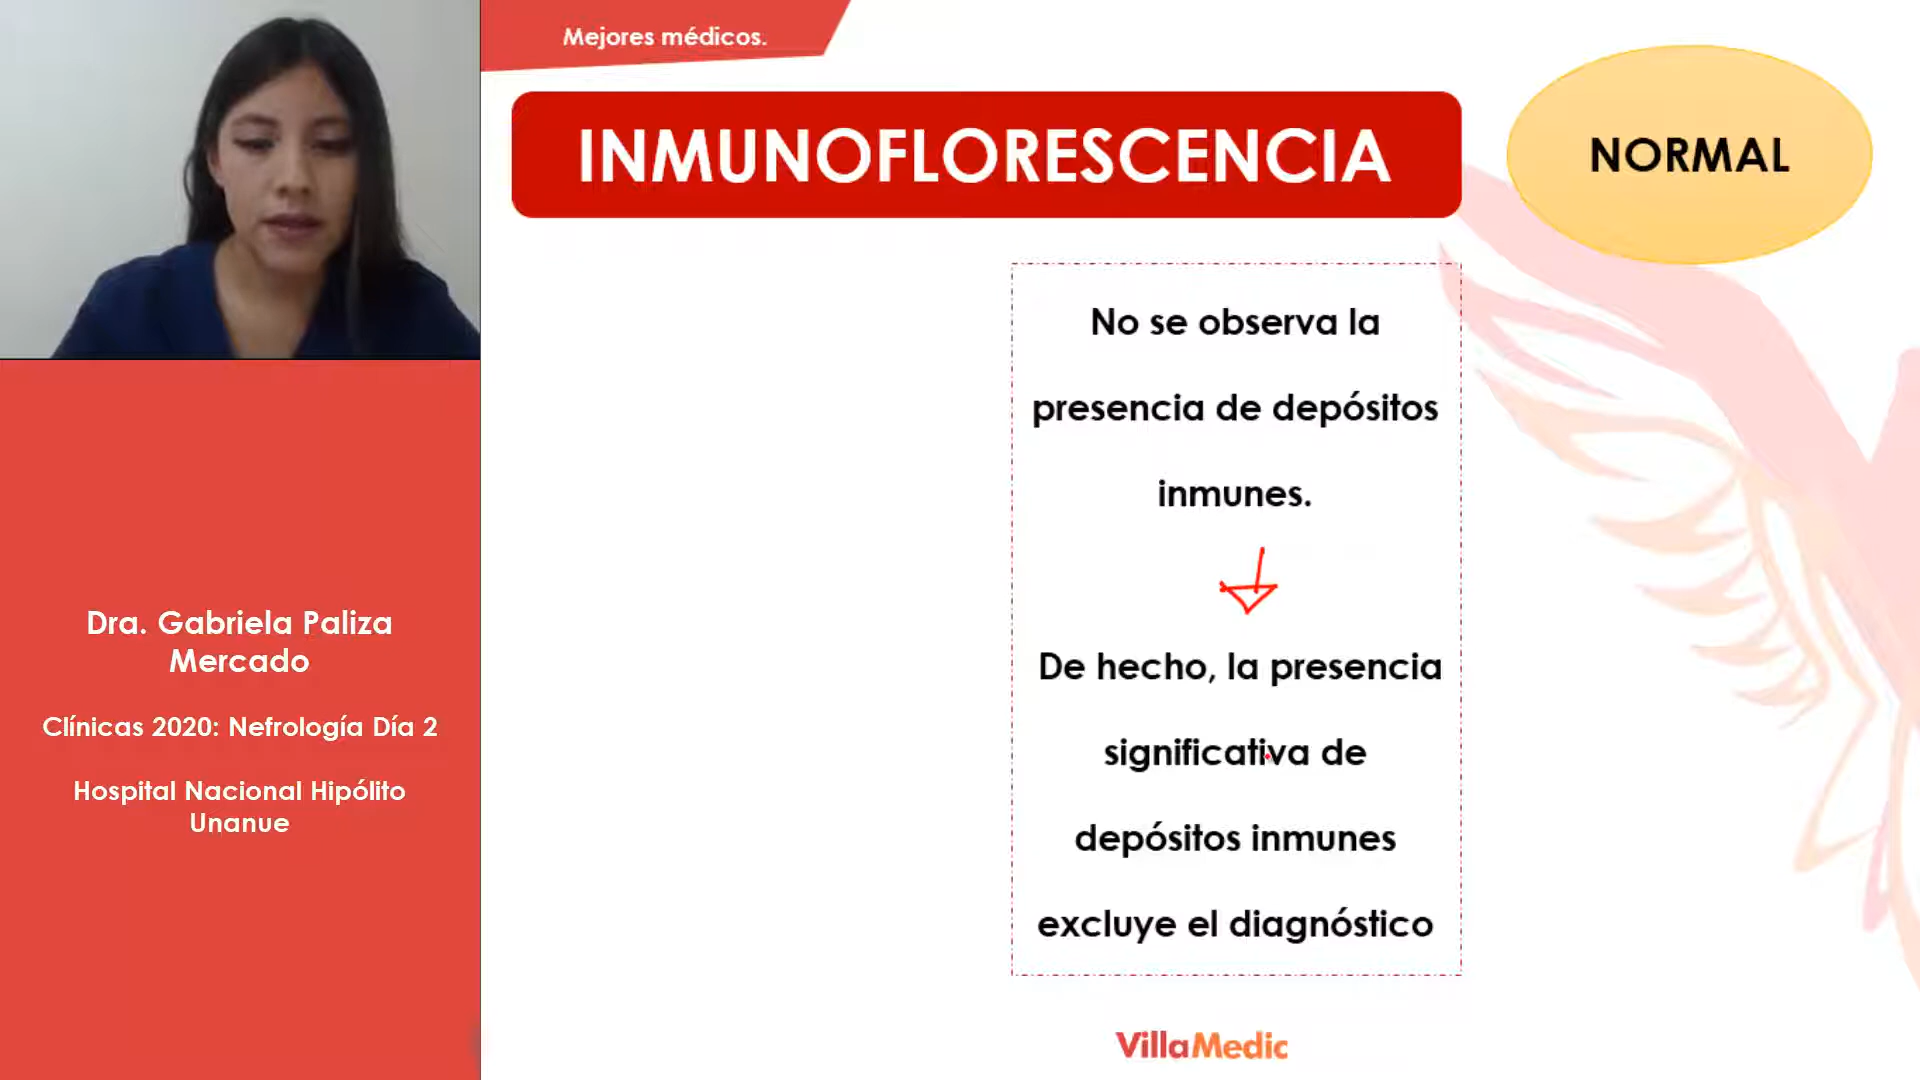 Mejores médicos.
INMUNOFLORESCENCIA
NORMAL
No se observa la
presencia de depósitos
inmunes.
De hecho, la presencia
significativa de
depósitos inmunes
excluye el diagnóstico
Dra. Gabriela Paliza
Mercado
Clínicas 2020: Nefrología Día 2
Hospital Nacional Hipólito
Unanue
VillaMedic